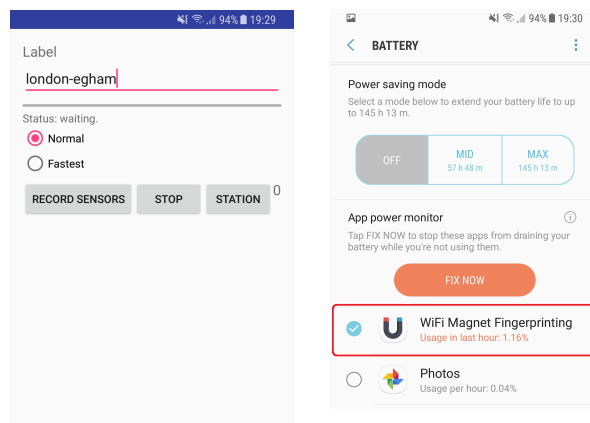 94% 19:29
Label
london-egham
Status: waiting.
Normal
Fastest
RECORD SENSORS STOP STATION 0
94% 19:30
BATTERY
Power saving mode
Select a mode below to extend your battery life to up
to 145 h 13 m.
OFF
MID
57 h 48 m
MAX
145 h 13 m
App power monitor
Tap FIX NOW to stop these apps from draining your
battery while you're not using them.
FIX NOW
WiFi Magnet Fingerprinting
Usage in last hour: 1.16%
Photos
Usage per hour: 0.04%